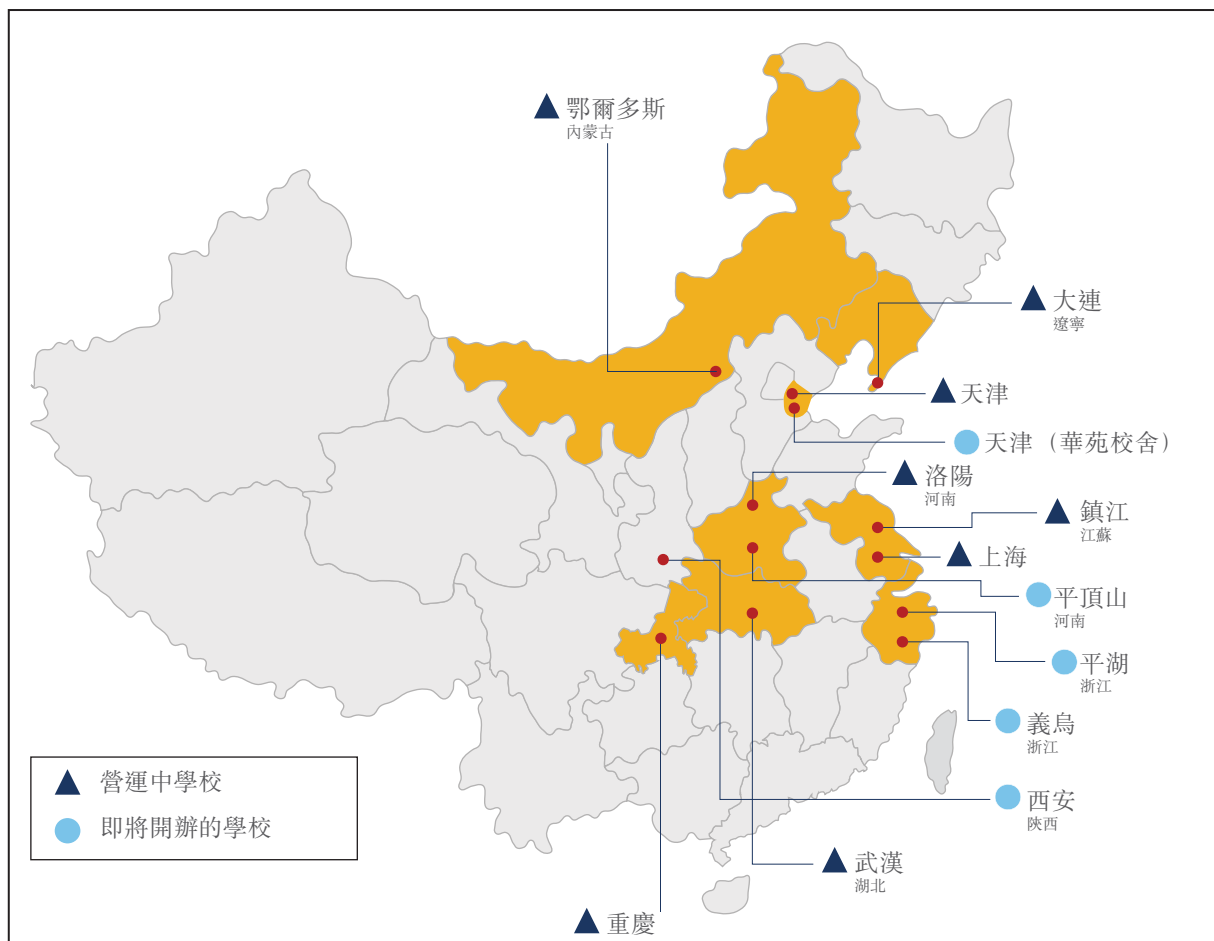 鄂爾多斯
內蒙古
大連
遼寧
天津
天津（華苑校舍）
洛陽
河南
鎮江
江蘇
上海
平頂山
河南
平湖
浙江
義烏
浙江
西安
陝西
武漢
湖北
重慶
營運中學校
即將開辦的學校